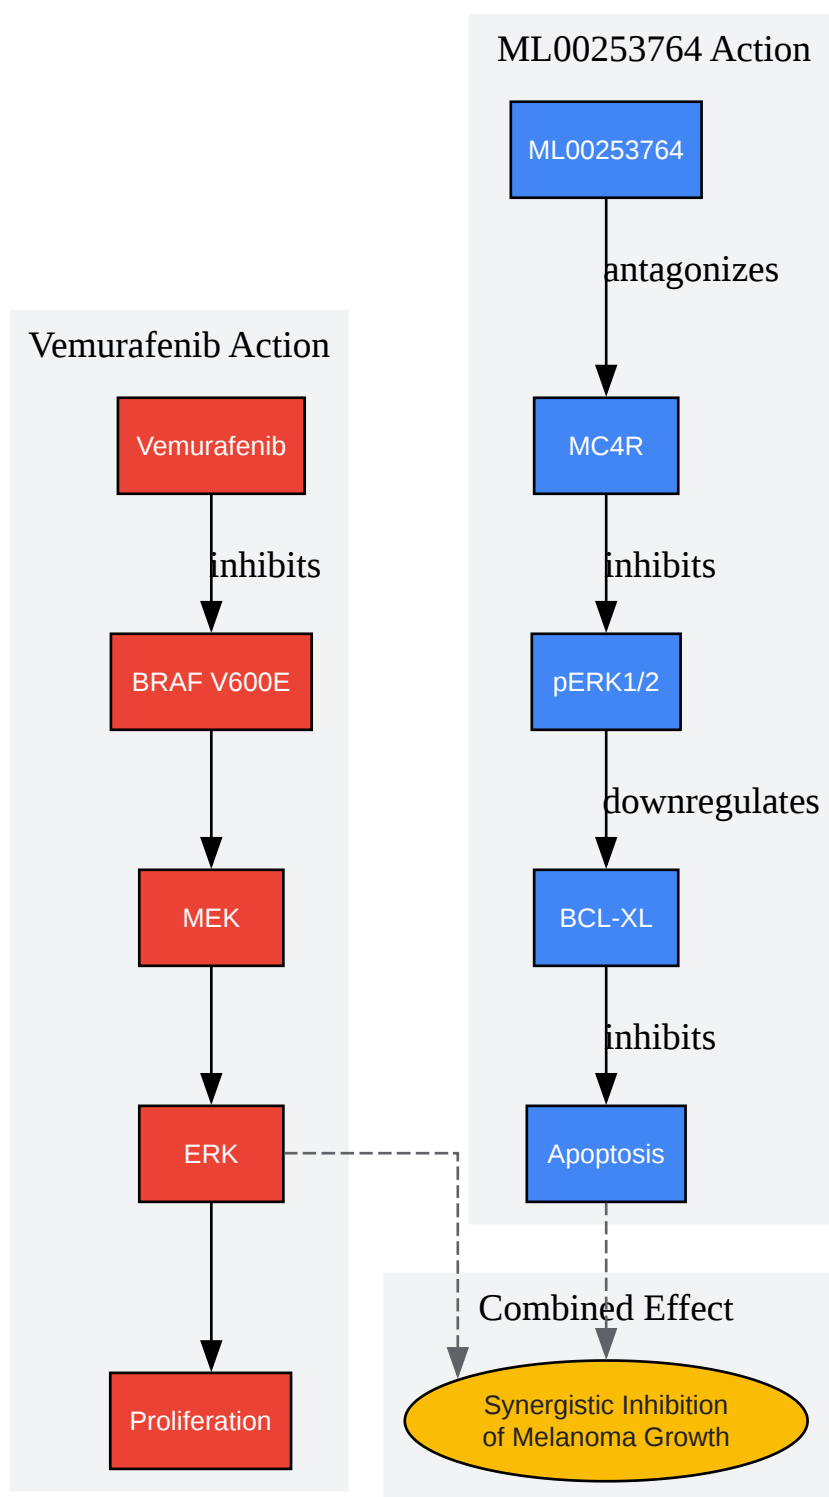 ML00253764 Action
ML00253764
antagonizes
MC4R
inhibits
pERK1/2
downregulates
BCL-XL
inhibits
Apoptosis
Vemurafenib Action
Vemurafenib
inhibits
BRAF V600E
MEK
ERK
Proliferation
Combined Effect
Synergistic Inhibition
of Melanoma Growth